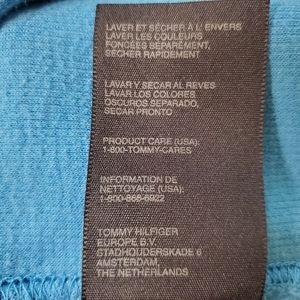 LAVER ET SÉCHER À L'ENVERS
LAVER LES COULEURS
FONCÉES SÉPARÉMENT,
SÉCHER RAPIDEMENT
LAVAR Y SECAR AL REVES
LAVAR LOS COLORES
OSCUROS SEPARADO,
SECAR PRONTO
PRODUCT CARE (USA):
1-800-TOMMY-CARES
INFORMATION DE
NETTOYAGE (USA):
1-800-866-6922
TOMMY HILFIGER
EUROPE B.V.
STADHOUDERSKADE 6
AMSTERDAM,
THE NETHERLANDS